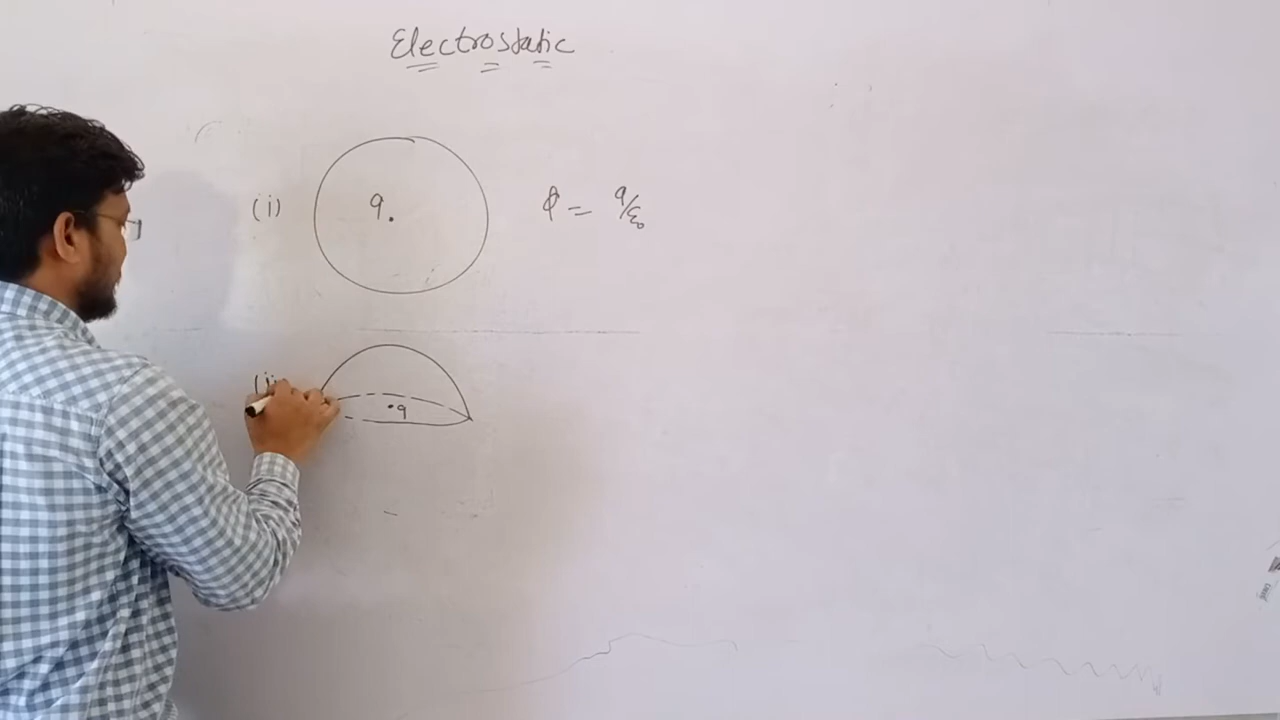 Electrostatic
(i) q. φ = q/ε₀
(i
•q